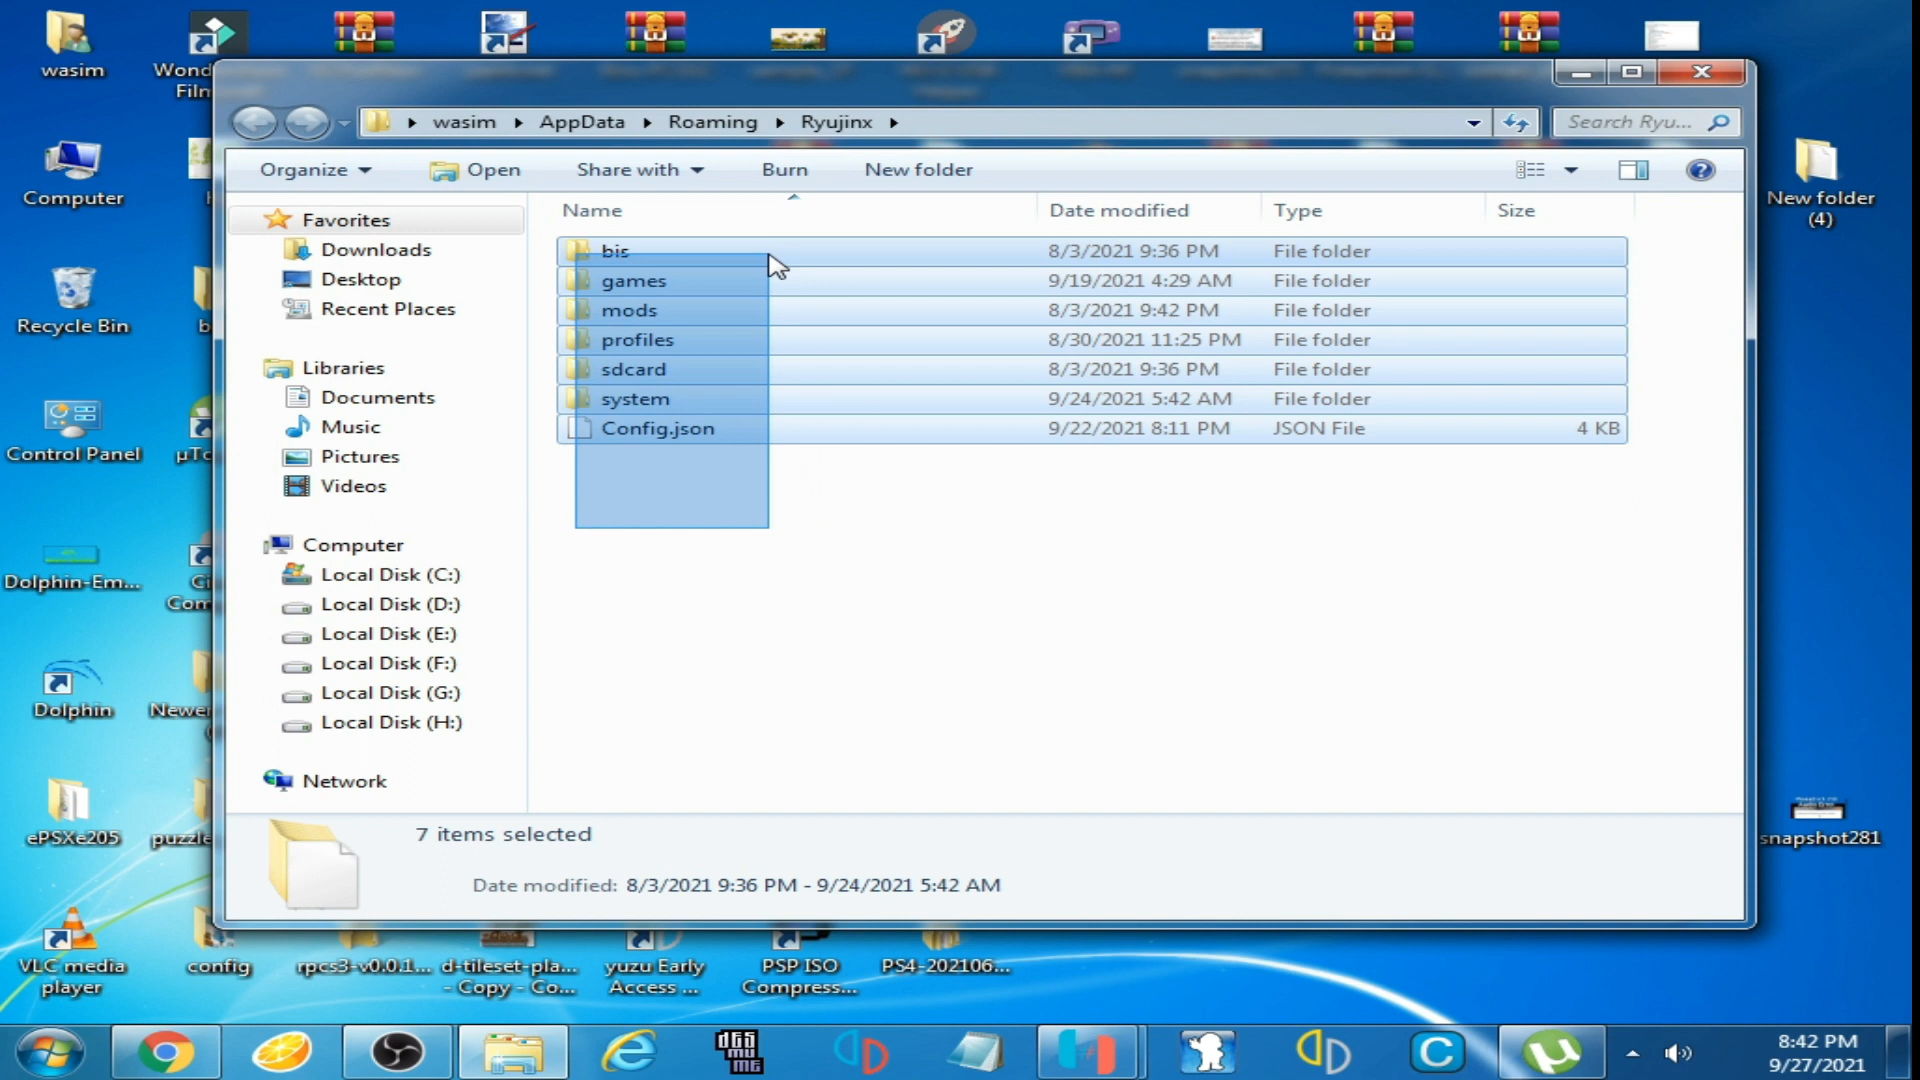 wasim
Wond
Film
Computer
Recycle Bin
Control Panel
µTo
Dolphin-Em...
Com
Dolphin
Newer
ePSXe205
puzzle
VLC media
player
config
rpcs3-v0.0.1...
d-tileset-pla...
- Copy - Co...
yuzu Early
Access ...
PSP ISO
Compress...
PS4-202106...
New folder
(4)
snapshot281
wasim
AppData
Roaming
Ryujinx
Search Ryu...
Organize
Open
Share with
Burn
New folder
Name
Date modified
Type
Size
Favorites
Downloads
Desktop
Recent Places
Libraries
Documents
Music
Pictures
Videos
Computer
Local Disk (C:)
Local Disk (D:)
Local Disk (E:)
Local Disk (F:)
Local Disk (G:)
Local Disk (H:)
Network
bis 8/3/2021 9:36 PM File folder
games 9/19/2021 4:29 AM File folder
mods 8/3/2021 9:42 PM File folder
profiles 8/30/2021 11:25 PM File folder
sdcard 8/3/2021 9:36 PM File folder
system 9/24/2021 5:42 AM File folder
Config.json 9/22/2021 8:11 PM JSON File 4 KB
7 items selected
Date modified: 8/3/2021 9:36 PM - 9/24/2021 5:42 AM
8:42 PM
9/27/2021